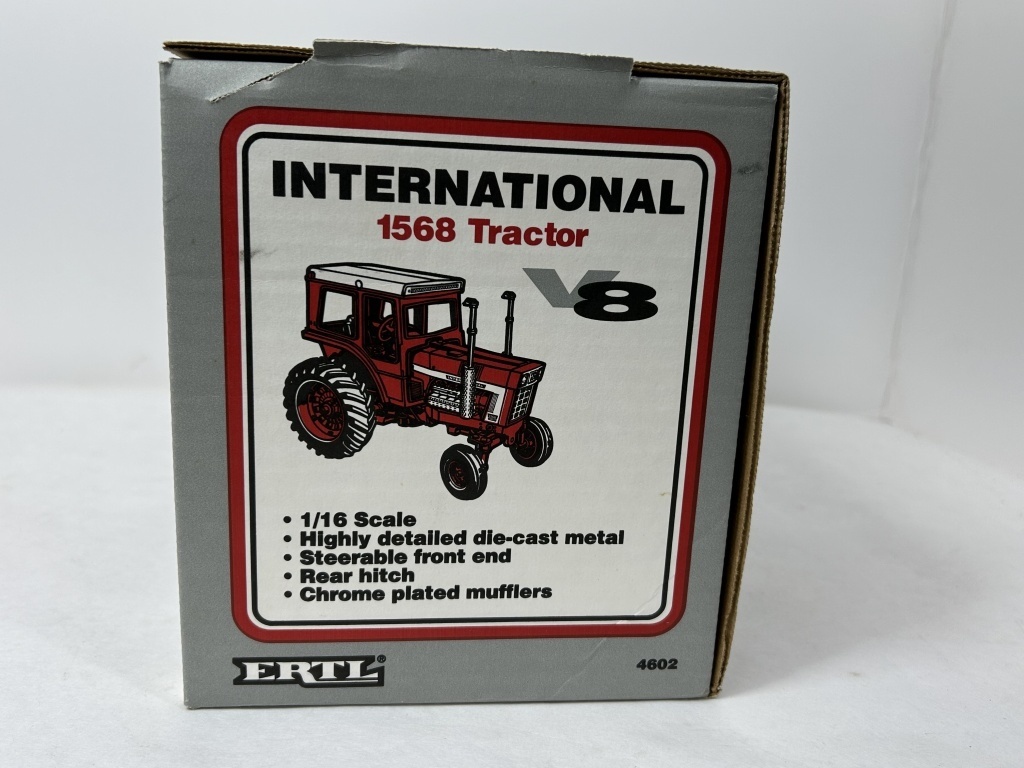 INTERNATIONAL
1568 Tractor
V8
• 1/16 Scale
• Highly detailed die-cast metal
• Steerable front end
• Rear hitch
• Chrome plated mufflers
ERTL®
4602